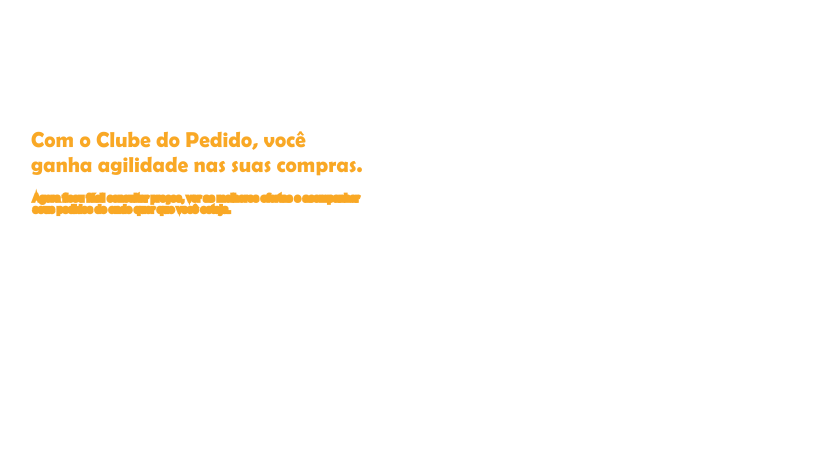 Com o Clube do Pedido, você
ganha agilidade nas suas compras.
Agora ficou fácil consultar preços, ver as melhores ofertas e acompanhar
seus pedidos de onde quer que você esteja.